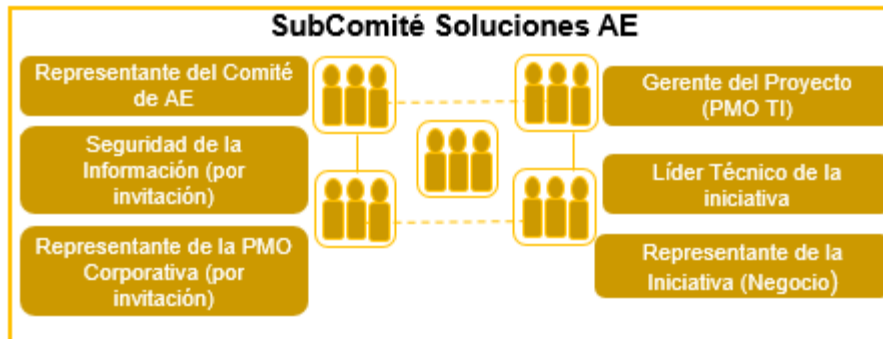 SubComité Soluciones AE
Representante del Comité
de AE
Seguridad de la
Información (por
invitación)
Representante de la PMO
Corporativa (por
invitación)
Gerente del Proyecto
(PMO TI)
Líder Técnico de la
iniciativa
Representante de la
Iniciativa (Negocio)